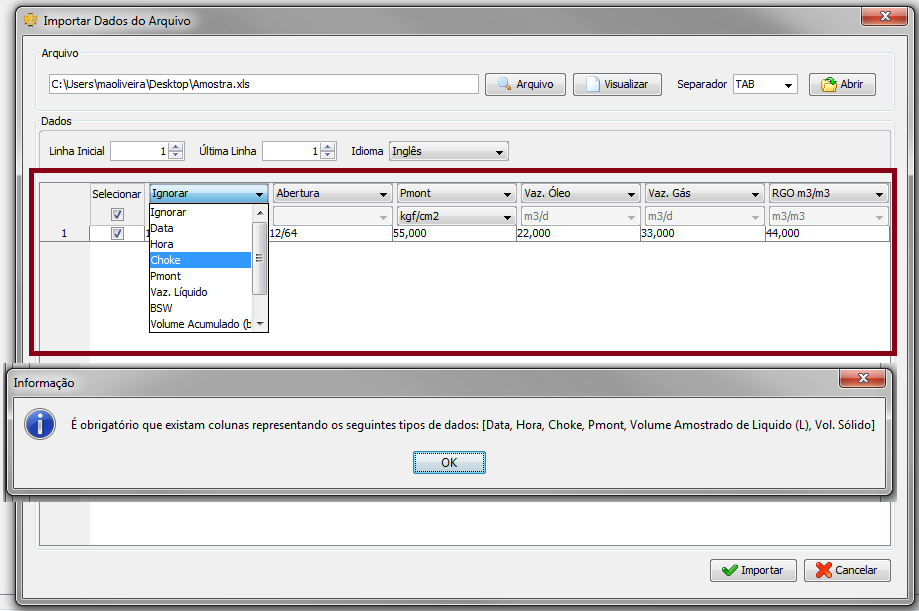 Importar Dados do Arquivo
Arquivo
C:\Users\maoliveira\Desktop\Amostra.xls
Arquivo
Visualizar
Separador
TAB
Abrir
Dados
Linha Inicial
1
Última Linha
1
Idioma
Inglês
Selecionar
Ignorar
Abertura
Pmont
Vaz. Óleo
Vaz. Gás
RGO m3/m3
kgf/cm2
m3/d
m3/d
m3/m3
1
12/64
55,000
22,000
33,000
44,000
Ignorar
Data
Hora
Choke
Pmont
Vaz. Líquido
BSW
Volume Acumulado (b
Informação
É obrigatório que existam colunas representando os seguintes tipos de dados: [Data, Hora, Choke, Pmont, Volume Amostrado de Liquido (L), Vol. Sólido]
OK
Importar
Cancelar